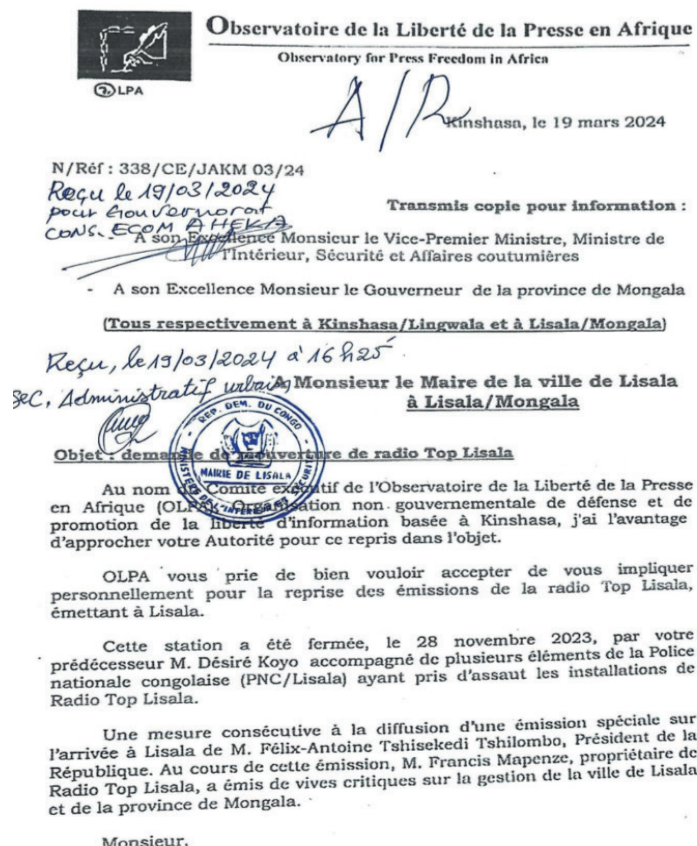 Observatoire de la Liberté de la Presse en Afrique
Observatory for Press Freedom in Africa
OLPA
A/R
Kinshasa, le 19 mars 2024
N/Réf : 338/CE/JAKM 03/24
Reçu le 19/03/2024
pour Gouvernorat
CONS. ECOM AHEKA
Transmis copie pour information :
- A son Excellence Monsieur le Vice-Premier Ministre, Ministre de
l'Intérieur, Sécurité et Affaires coutumières
- A son Excellence Monsieur le Gouverneur de la province de Mongala
(Tous respectivement à Kinshasa/Lingwala et à Lisala/Mongala)
Reçu, le 19/03/2024 à 16h25
Sec. Administratif urbain
A Monsieur le Maire de la ville de Lisala
à Lisala/Mongala
REP. DEM. DU CONGO
MAIRIE DE LISALA
Objet : demande de réouverture de radio Top Lisala
Au nom du Comité exécutif de l'Observatoire de la Liberté de la Presse
en Afrique (OLPA), Organisation non gouvernementale de défense et de
promotion de la liberté d'information basée à Kinshasa, j'ai l'avantage
d'approcher votre Autorité pour ce repris dans l'objet.
OLPA vous prie de bien vouloir accepter de vous impliquer
personnellement pour la reprise des émissions de la radio Top Lisala,
émettant à Lisala.
Cette station a été fermée, le 28 novembre 2023, par votre
prédécesseur M. Désiré Koyo accompagné de plusieurs éléments de la Police
nationale congolaise (PNC/Lisala) ayant pris d'assaut les installations de
Radio Top Lisala.
Une mesure consécutive à la diffusion d'une émission spéciale sur
l'arrivée à Lisala de M. Félix-Antoine Tshisekedi Tshilombo, Président de la
République. Au cours de cette émission, M. Francis Mapenze, propriétaire de
Radio Top Lisala, a émis de vives critiques sur la gestion de la ville de Lisala
et de la province de Mongala.
Monsieur,